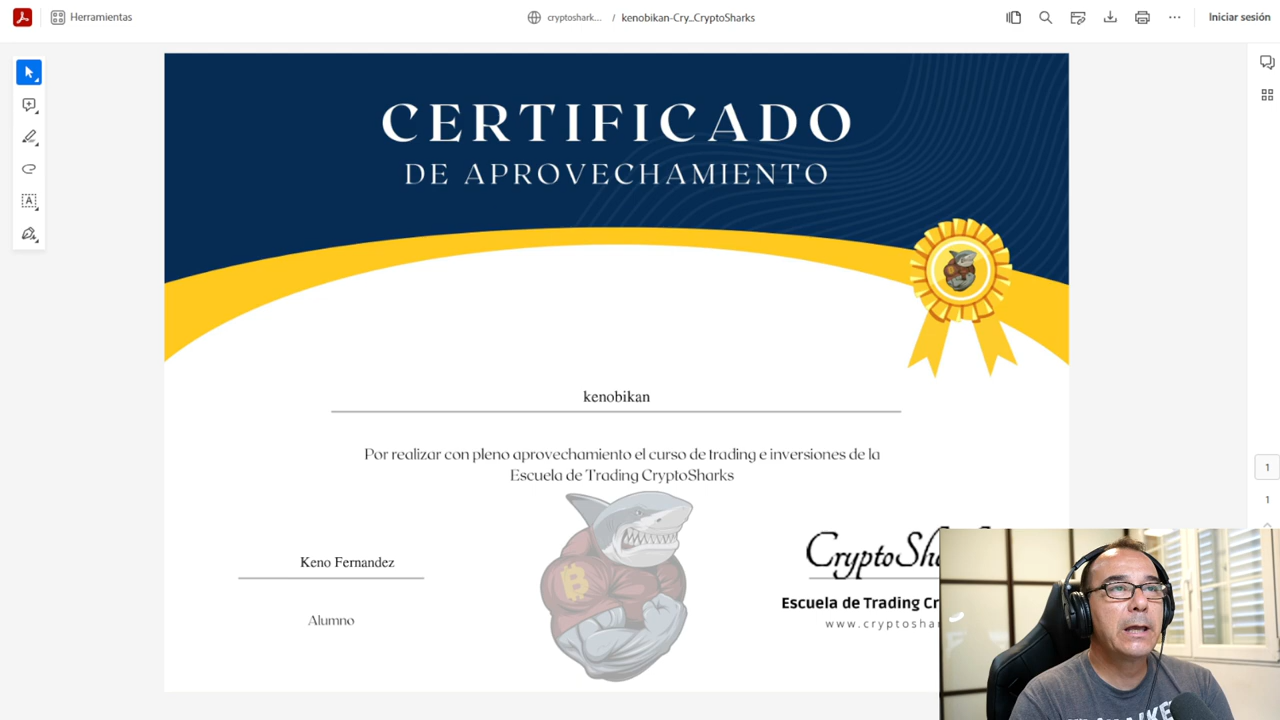 Herramientas
cryptoshark... / kenobikan-Cry...CryptoSharks
Iniciar sesión
CERTIFICADO
DE APROVECHAMIENTO
kenobikan
Por realizar con pleno aprovechamiento el curso de trading e inversiones de la
Escuela de Trading CryptoSharks
1
1
Keno Fernandez
Alumno
CryptoSh
Escuela de Trading Cr
www.cryptoshar